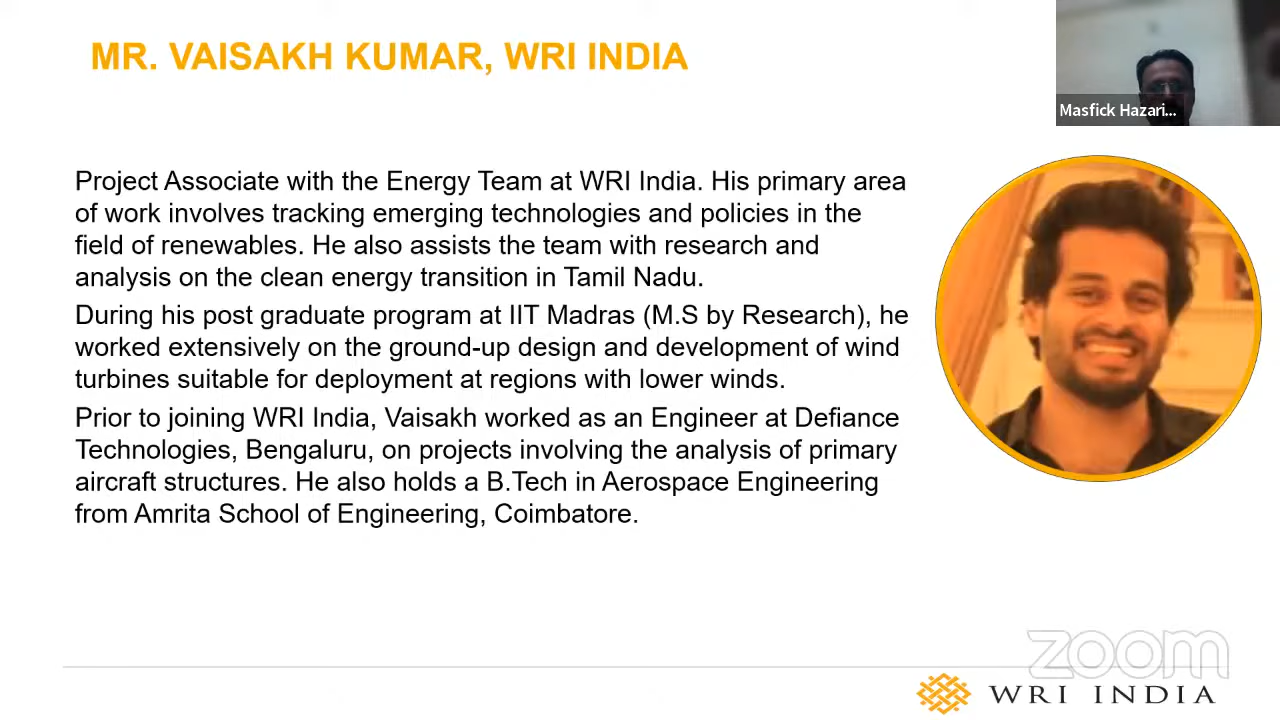 MR. VAISAKH KUMAR, WRI INDIA
Masfick Hazari...
Project Associate with the Energy Team at WRI India. His primary area
of work involves tracking emerging technologies and policies in the
field of renewables. He also assists the team with research and
analysis on the clean energy transition in Tamil Nadu.
During his post graduate program at IIT Madras (M.S by Research), he
worked extensively on the ground-up design and development of wind
turbines suitable for deployment at regions with lower winds.
Prior to joining WRI India, Vaisakh worked as an Engineer at Defiance
Technologies, Bengaluru, on projects involving the analysis of primary
aircraft structures. He also holds a B.Tech in Aerospace Engineering
from Amrita School of Engineering, Coimbatore.
zoom
WRI INDIA